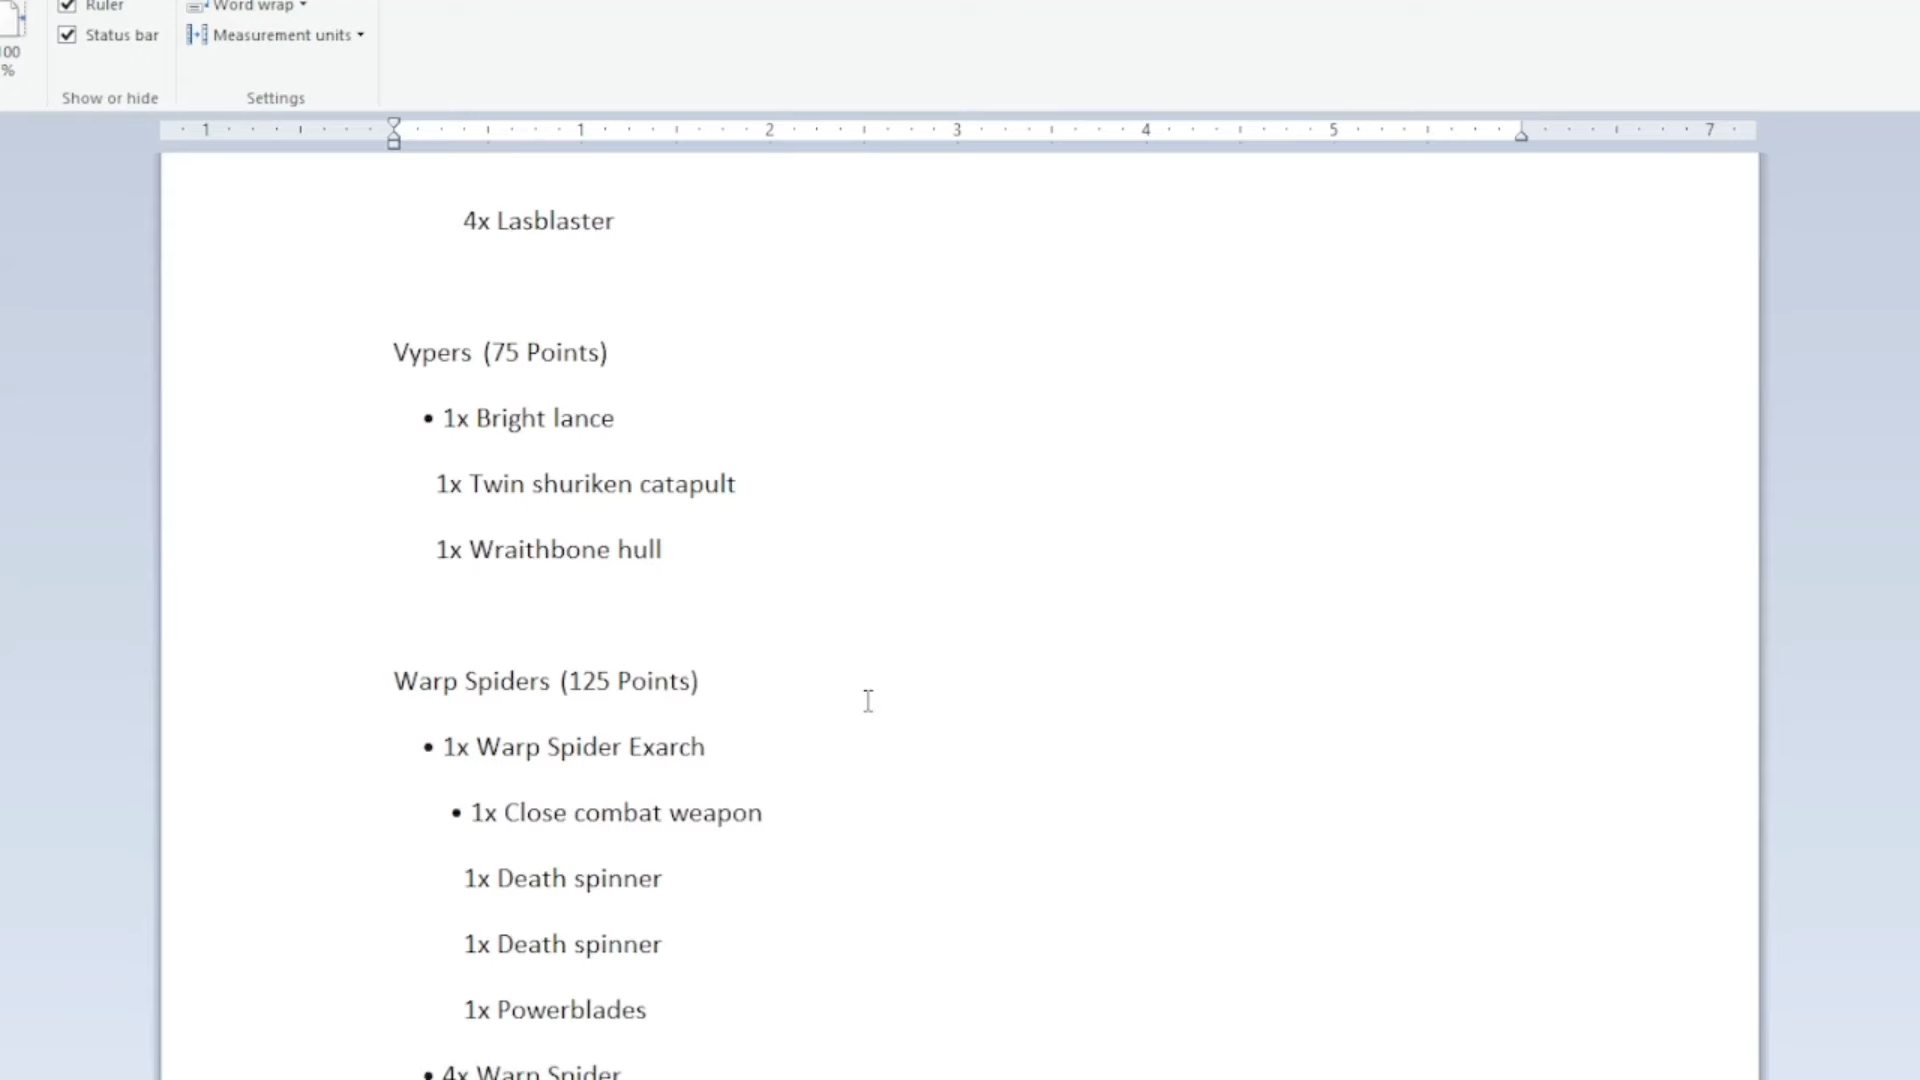 Ruler
Word wrap
Status bar
Measurement units
100
%
Show or hide
Settings
1 1 2 3 4 5 7
4x Lasblaster
Vypers (75 Points)
• 1x Bright lance
1x Twin shuriken catapult
1x Wraithbone hull
Warp Spiders (125 Points)
• 1x Warp Spider Exarch
• 1x Close combat weapon
1x Death spinner
1x Death spinner
1x Powerblades
• 4x Warp Spider